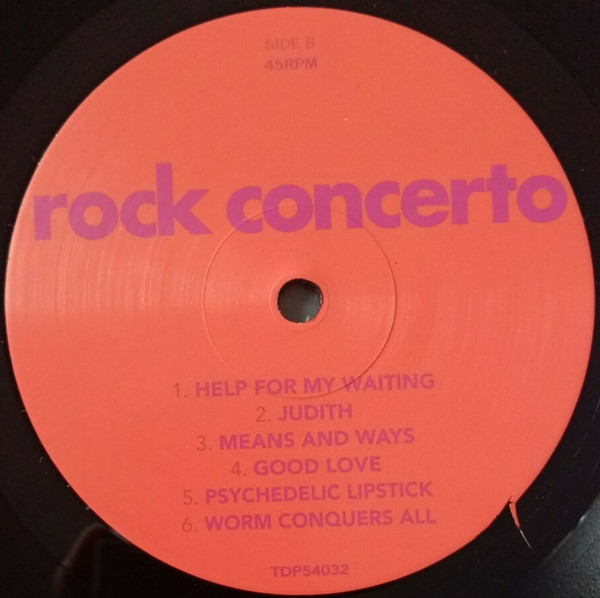 SIDE B
45RPM
rock concerto
1. HELP FOR MY WAITING
2. JUDITH
3. MEANS AND WAYS
4. GOOD LOVE
5. PSYCHEDELIC LIPSTICK
6. WORM CONQUERS ALL
TDP54032